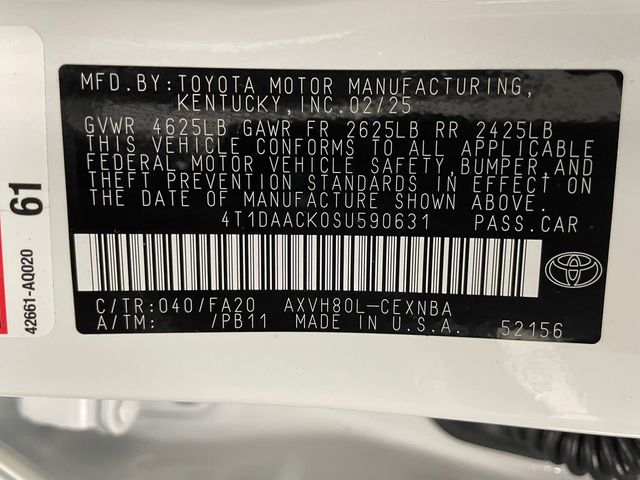 MFD.BY:TOYOTA MOTOR MANUFACTURING,
KENTUCKY,INC.02/25
GVWR 4625LB GAWR FR 2625LB RR 2425LB
THIS VEHICLE CONFORMS TO ALL APPLICABLE
FEDERAL MOTOR VEHICLE SAFETY,BUMPER,AND
THEFT PREVENTION STANDARDS IN EFFECT ON
THE DATE OF MANUFACTURE SHOWN ABOVE.
4T1DAACK0SU590631 PASS.CAR
C/TR:040/FA20 AXVH80L-CEXNBA
A/TM: /PB11 MADE IN U.S.A. 52156
42661-AQ020 61